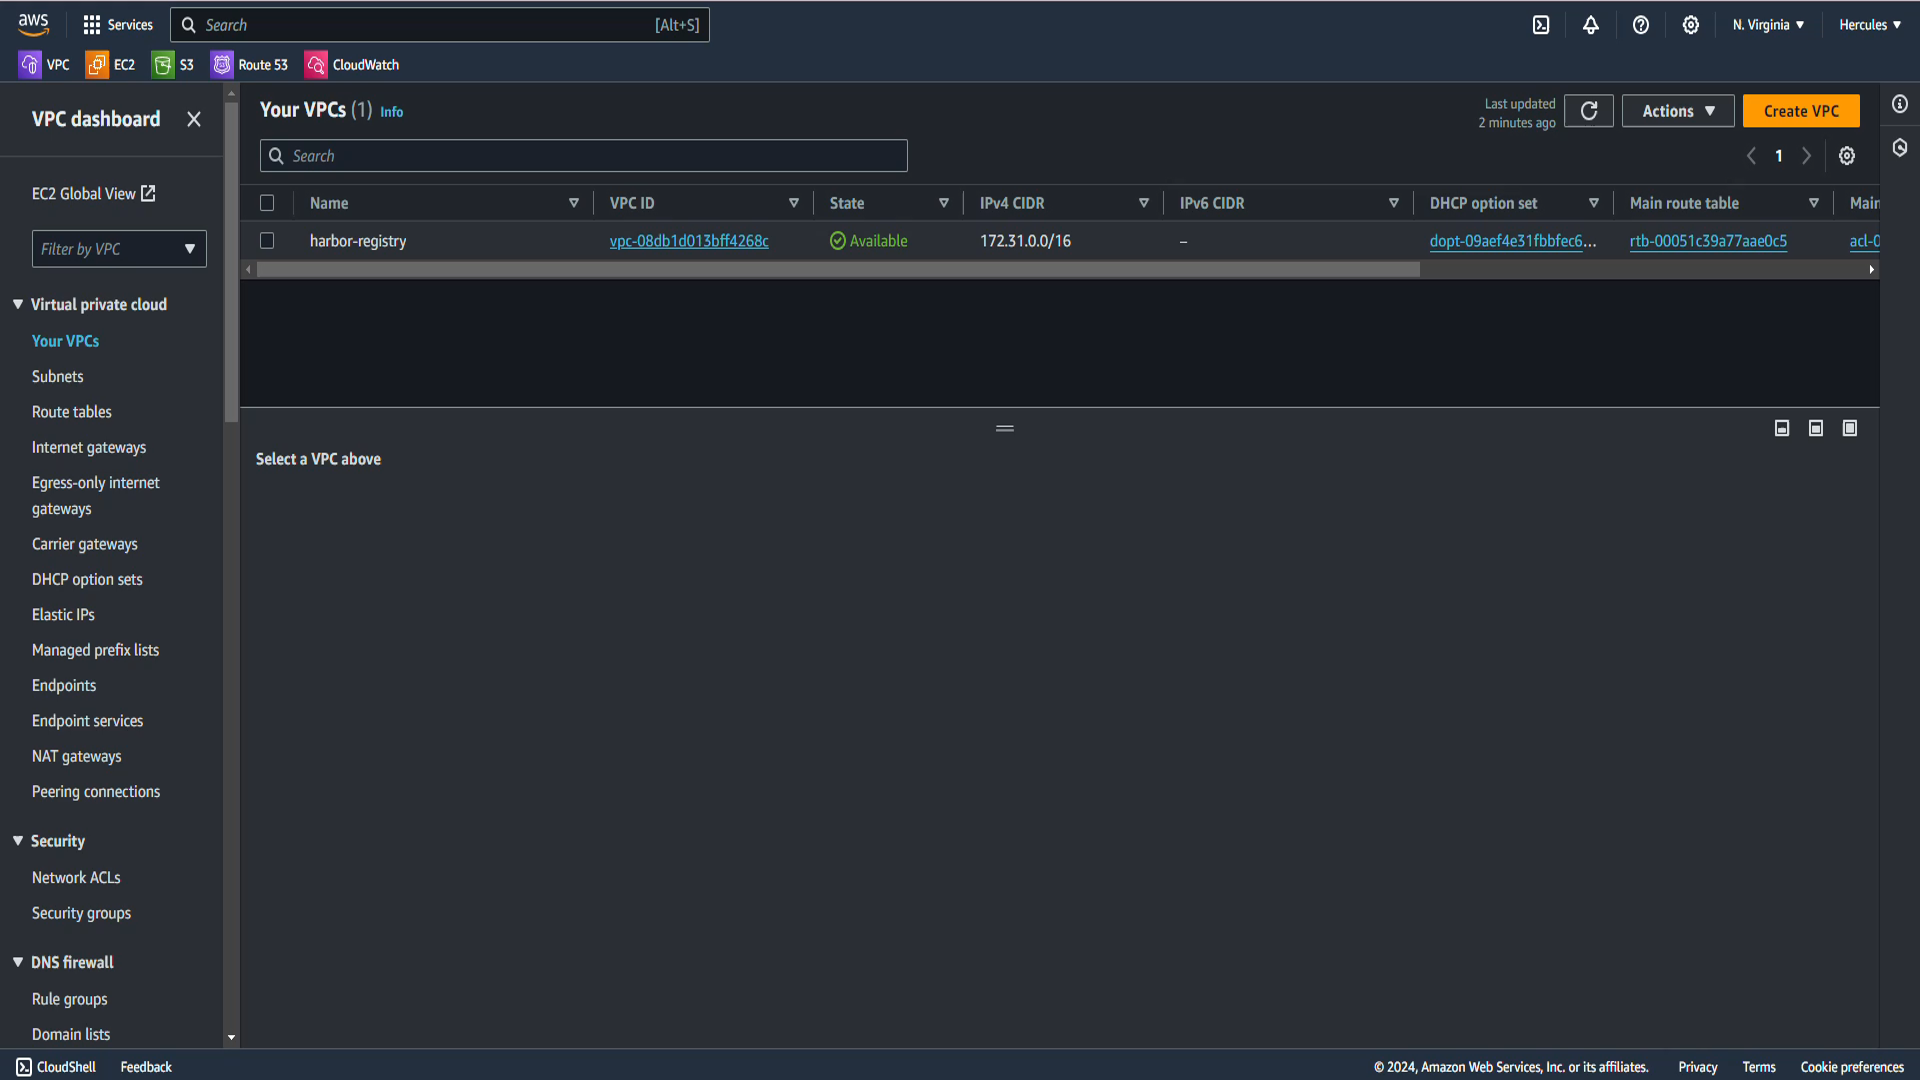 aws
Services
Search
[Alt+S]
N. Virginia
Hercules
VPC
EC2
S3
Route 53
CloudWatch
VPC dashboard
EC2 Global View
Filter by VPC
Virtual private cloud
Your VPCs
Subnets
Route tables
Internet gateways
Egress-only internet
gateways
Carrier gateways
DHCP option sets
Elastic IPs
Managed prefix lists
Endpoints
Endpoint services
NAT gateways
Peering connections
Security
Network ACLs
Security groups
DNS firewall
Rule groups
Domain lists
Your VPCs (1) Info
Last updated
2 minutes ago
Actions
Create VPC
Search
1
Name
VPC ID
State
IPv4 CIDR
IPv6 CIDR
DHCP option set
Main route table
Main
harbor-registry
vpc-08db1d013bff4268c
Available
172.31.0.0/16
–
dopt-09aef4e31fbbfec6...
rtb-00051c39a77aae0c5
acl-0
Select a VPC above
CloudShell
Feedback
© 2024, Amazon Web Services, Inc. or its affiliates.
Privacy
Terms
Cookie preferences